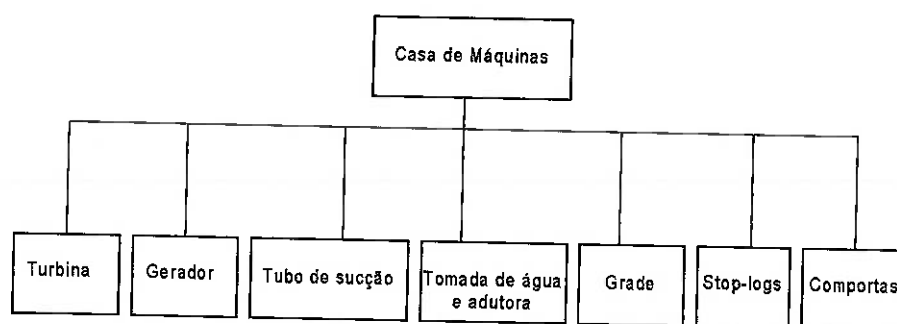 Casa de Máquinas
Turbina
Gerador
Tubo de sucção
Tomada de água
e adutora
Grade
Stop-logs
Comportas